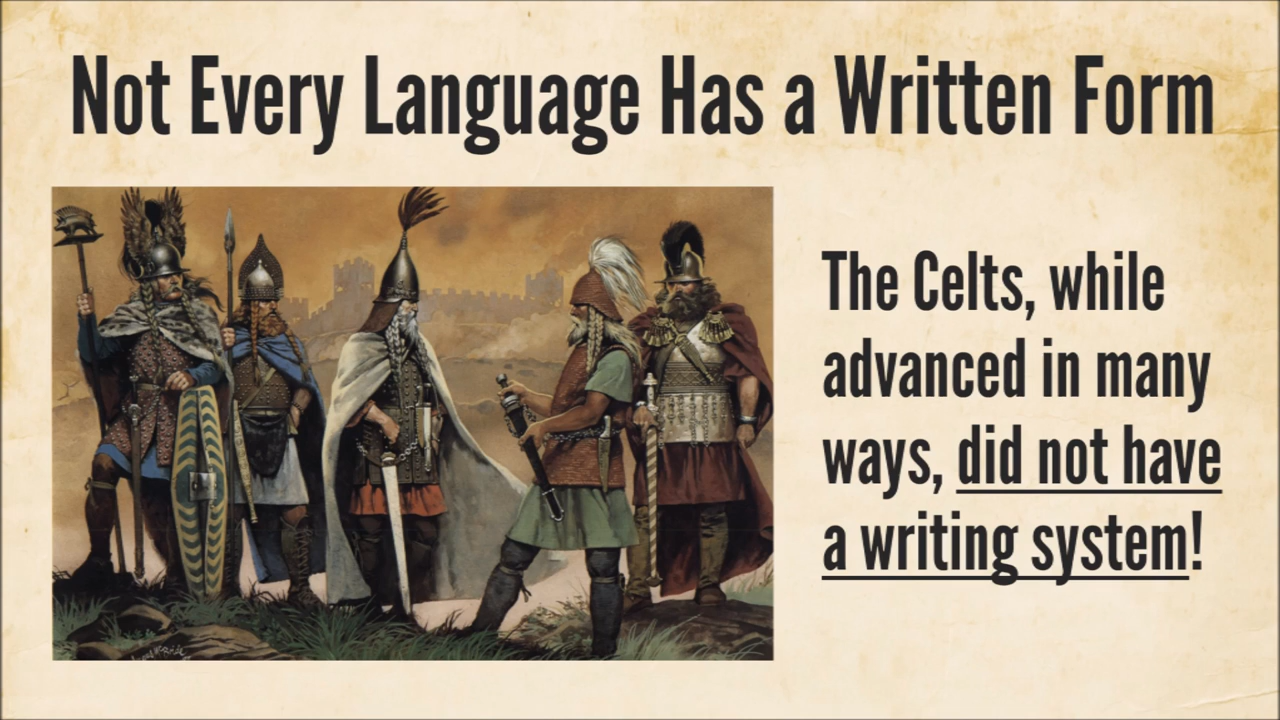 Not Every Language Has a Written Form
The Celts, while
advanced in many
ways, did not have
a writing system!